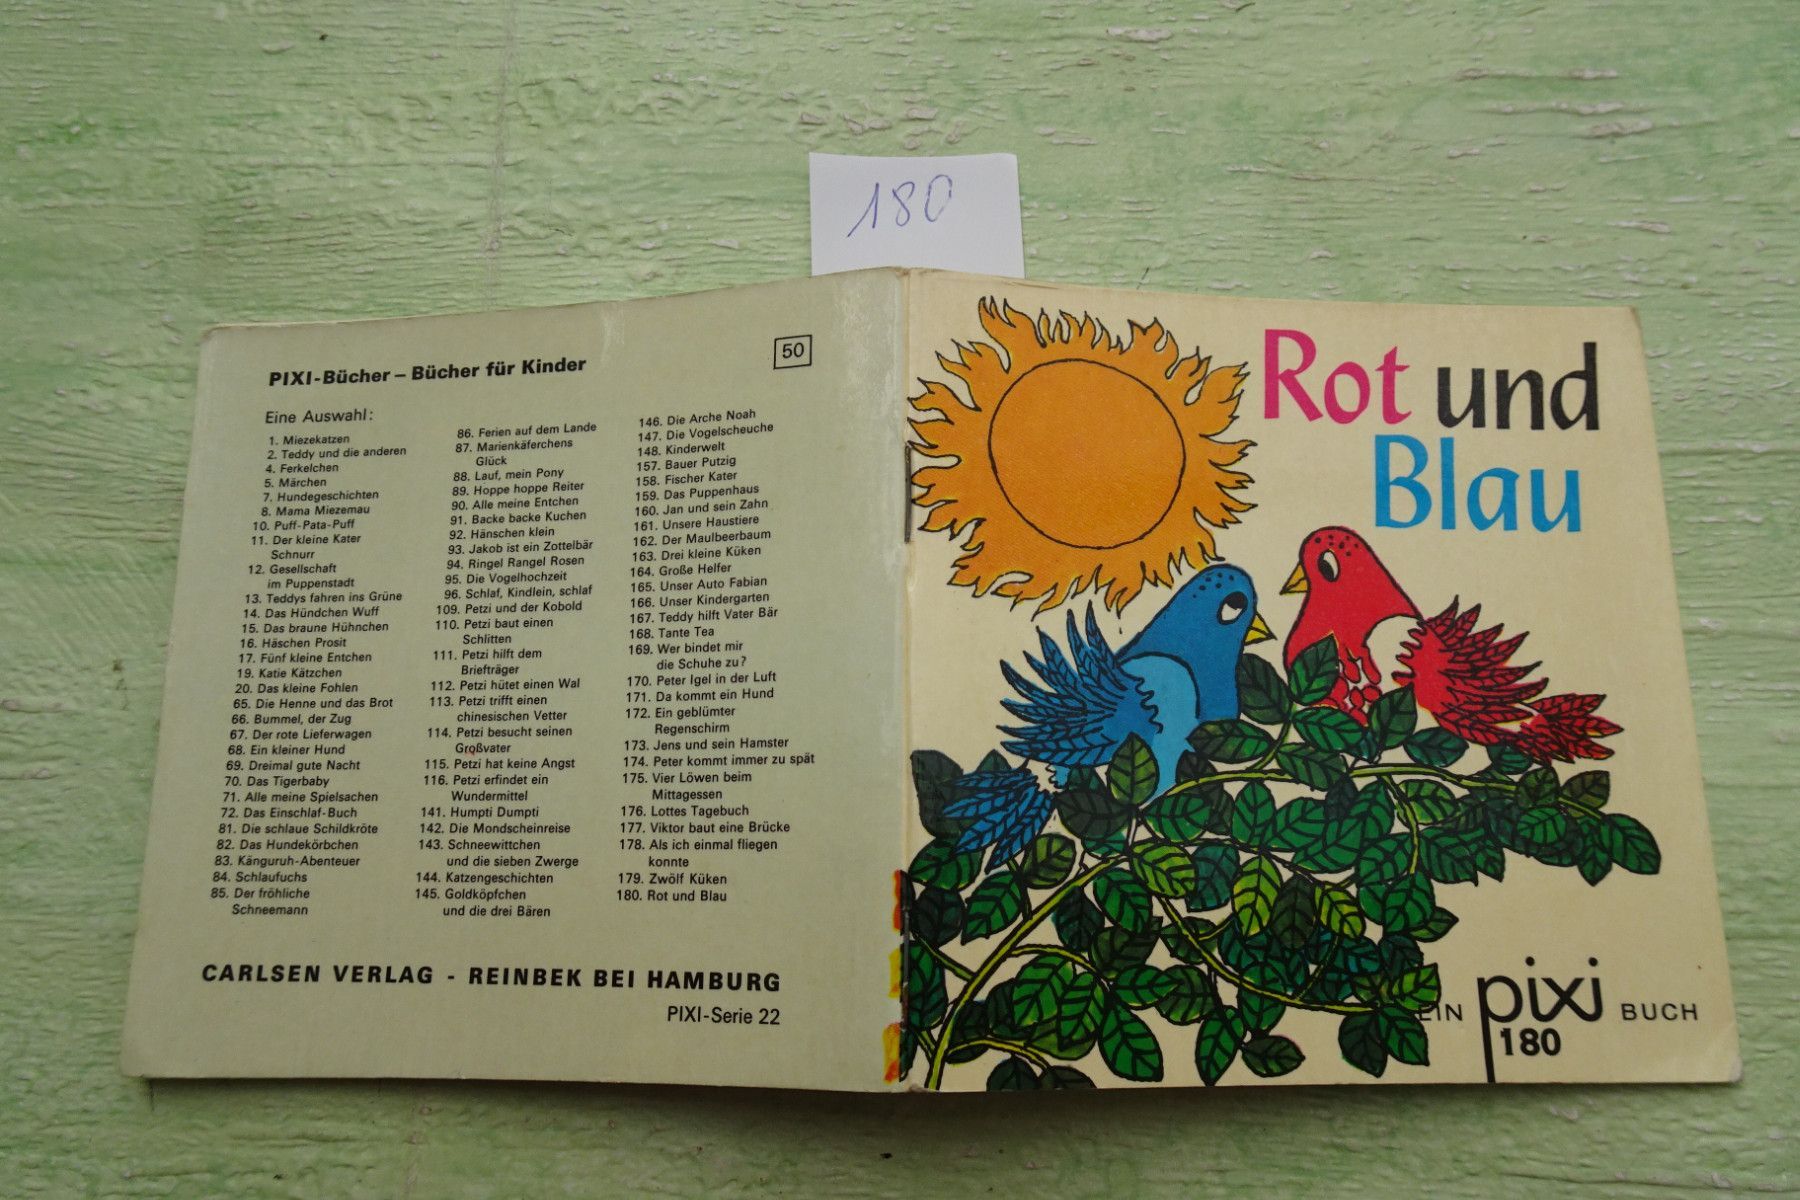 180
PIXI-Bücher – Bücher für Kinder
50
Eine Auswahl:
1. Miezekatzen
2. Teddy und die anderen
4. Ferkelchen
5. Märchen
7. Hundegeschichten
8. Mama Miezemau
10. Puff-Pata-Puff
11. Der kleine Kater
Schnurr
12. Gesellschaft
im Puppenstadt
13. Teddys fahren ins Grüne
14. Das Hündchen Wuff
15. Das braune Hühnchen
16. Häschen Prosit
17. Fünf kleine Entchen
19. Katie Kätzchen
20. Das kleine Fohlen
65. Die Henne und das Brot
66. Bummel, der Zug
67. Der rote Lieferwagen
68. Ein kleiner Hund
69. Dreimal gute Nacht
70. Das Tigerbaby
71. Alle meine Spielsachen
72. Das Einschlaf-Buch
81. Die schlaue Schildkröte
82. Das Hundekörbchen
83. Känguruh-Abenteuer
84. Schlaufuchs
85. Der fröhliche
Schneemann
86. Ferien auf dem Lande
87. Marienkäferchens
Glück
88. Lauf, mein Pony
89. Hoppe hoppe Reiter
90. Alle meine Entchen
91. Backe backe Kuchen
92. Hänschen klein
93. Jakob ist ein Zottelbär
94. Ringel Rangel Rosen
95. Die Vogelhochzeit
96. Schlaf, Kindlein, schlaf
109. Petzi und der Kobold
110. Petzi baut einen
Schlitten
111. Petzi hilft dem
Briefträger
112. Petzi hütet einen Wal
113. Petzi trifft einen
chinesischen Vetter
114. Petzi besucht seinen
Großvater
115. Petzi hat keine Angst
116. Petzi erfindet ein
Wundermittel
141. Humpti Dumpti
142. Die Mondscheinreise
143. Schneewittchen
und die sieben Zwerge
144. Katzengeschichten
145. Goldköpfchen
und die drei Bären
146. Die Arche Noah
147. Die Vogelscheuche
148. Kinderwelt
157. Bauer Putzig
158. Fischer Kater
159. Das Puppenhaus
160. Jan und sein Zahn
161. Unsere Haustiere
162. Der Maulbeerbaum
163. Drei kleine Küken
164. Große Helfer
165. Unser Auto Fabian
166. Unser Kindergarten
167. Teddy hilft Vater Bär
168. Tante Tea
169. Wer bindet mir
die Schuhe zu?
170. Peter Igel in der Luft
171. Da kommt ein Hund
172. Ein geblümter
Regenschirm
173. Jens und sein Hamster
174. Peter kommt immer zu spät
175. Vier Löwen beim
Mittagessen
176. Lottes Tagebuch
177. Viktor baut eine Brücke
178. Als ich einmal fliegen
konnte
179. Zwölf Küken
180. Rot und Blau
CARLSEN VERLAG - REINBEK BEI HAMBURG
PIXI-Serie 22
Rot und
Blau
EIN pixi BUCH
180